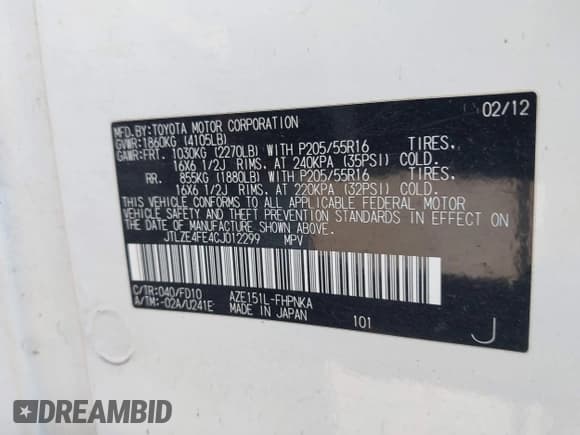 02/12
MFD.BY:TOYOTA MOTOR CORPORATION
GVWR:1860KG (4105LB)
GAWR:FRT. 1030KG (2270LB) WITH P205/55R16 TIRES.
16X6 1/2J RIMS. AT 240KPA (35PSI) COLD.
RR. 855KG (1880LB) WITH P205/55R16 TIRES.
16X6 1/2J RIMS. AT 220KPA (32PSI) COLD.
THIS VEHICLE CONFORMS TO ALL APPLICABLE FEDERAL MOTOR
VEHICLE SAFETY AND THEFT PREVENTION STANDARDS IN EFFECT ON
THE DATE OF MANUFACTURE SHOWN ABOVE.
JTLZE4FE4CJ012299 MPV
C/TR:040/FD10 AZE151L-FHPNKA
A/TM:-02A/U241E MADE IN JAPAN
101 J
DREAMBID